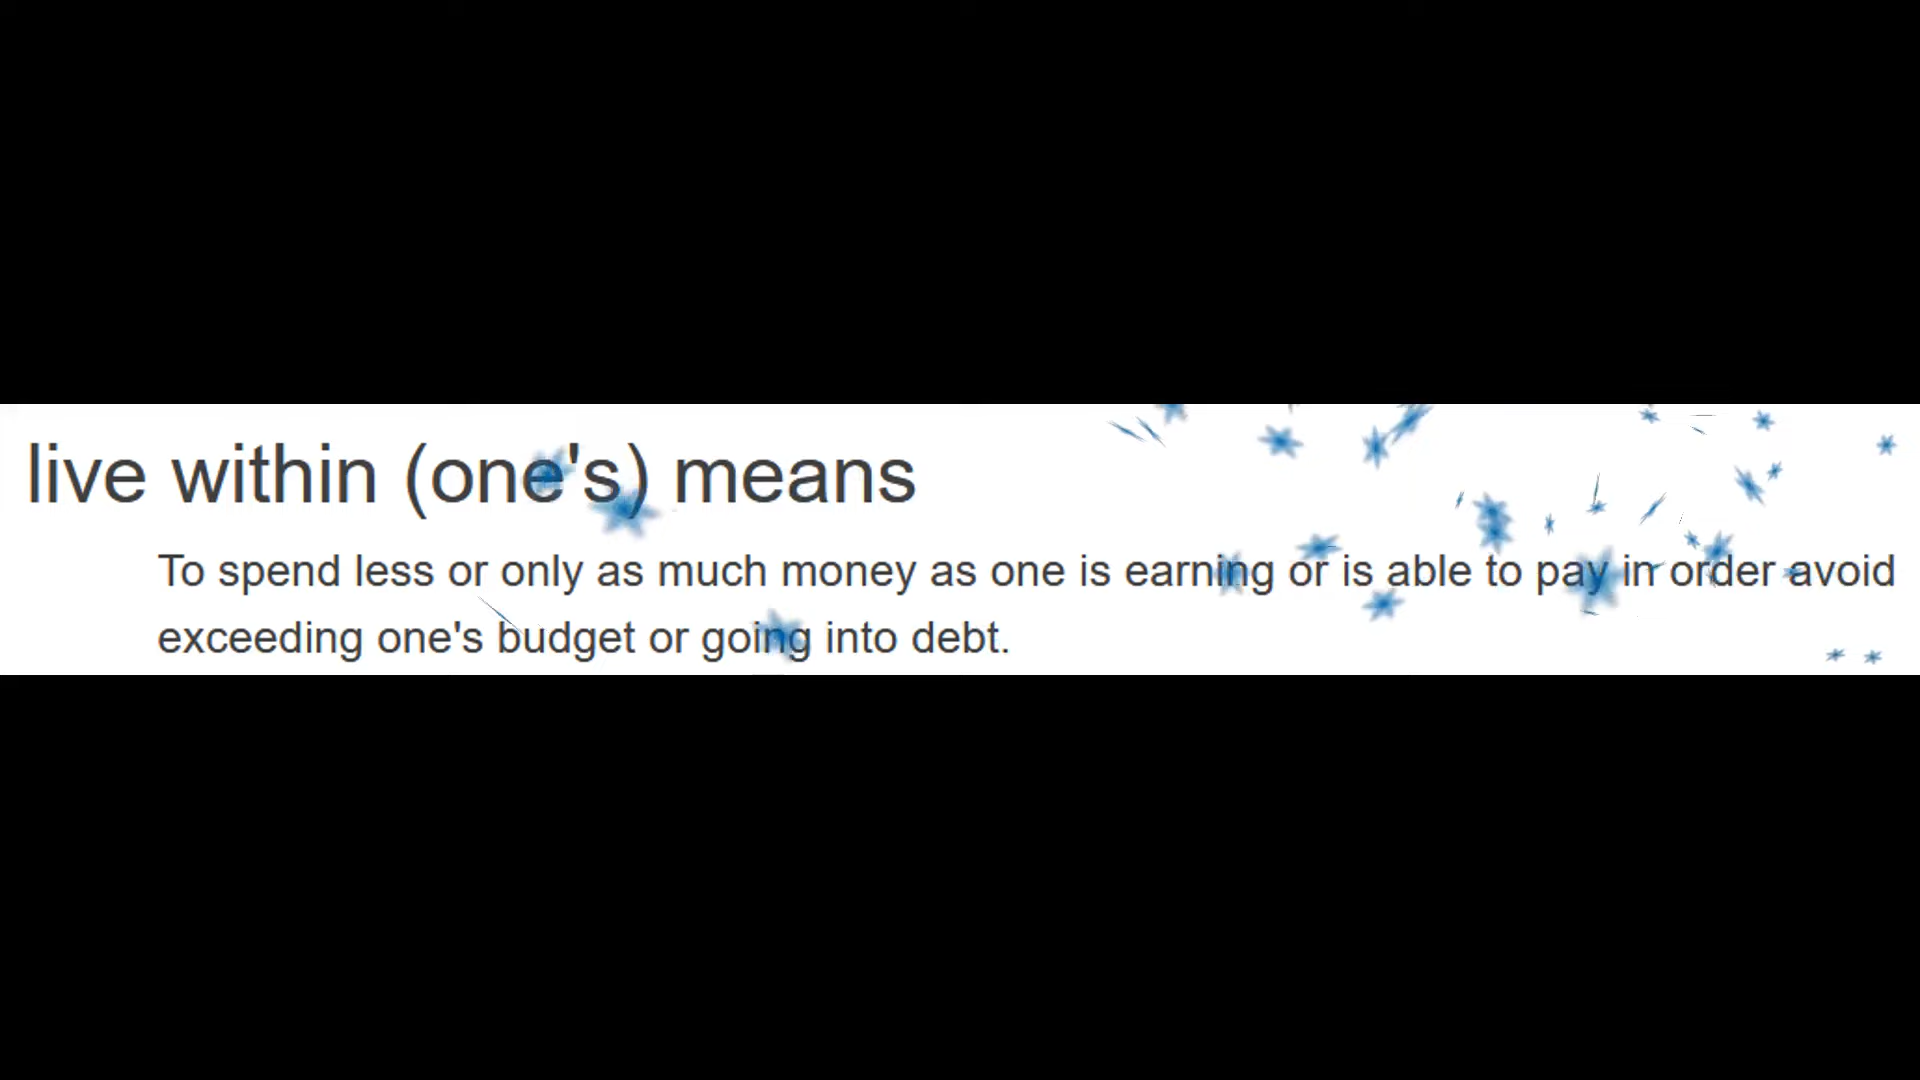 live within (one's) means
To spend less or only as much money as one is earning or is able to pay in order avoid
exceeding one's budget or going into debt.